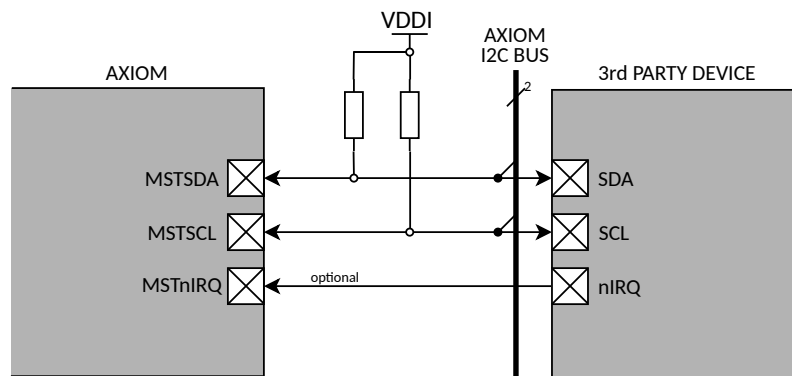 VDDI
AXIOM
I2C BUS
AXIOM
3rd PARTY DEVICE
2
MSTSDA
SDA
MSTSCL
SCL
MSTnIRQ
optional
nIRQ